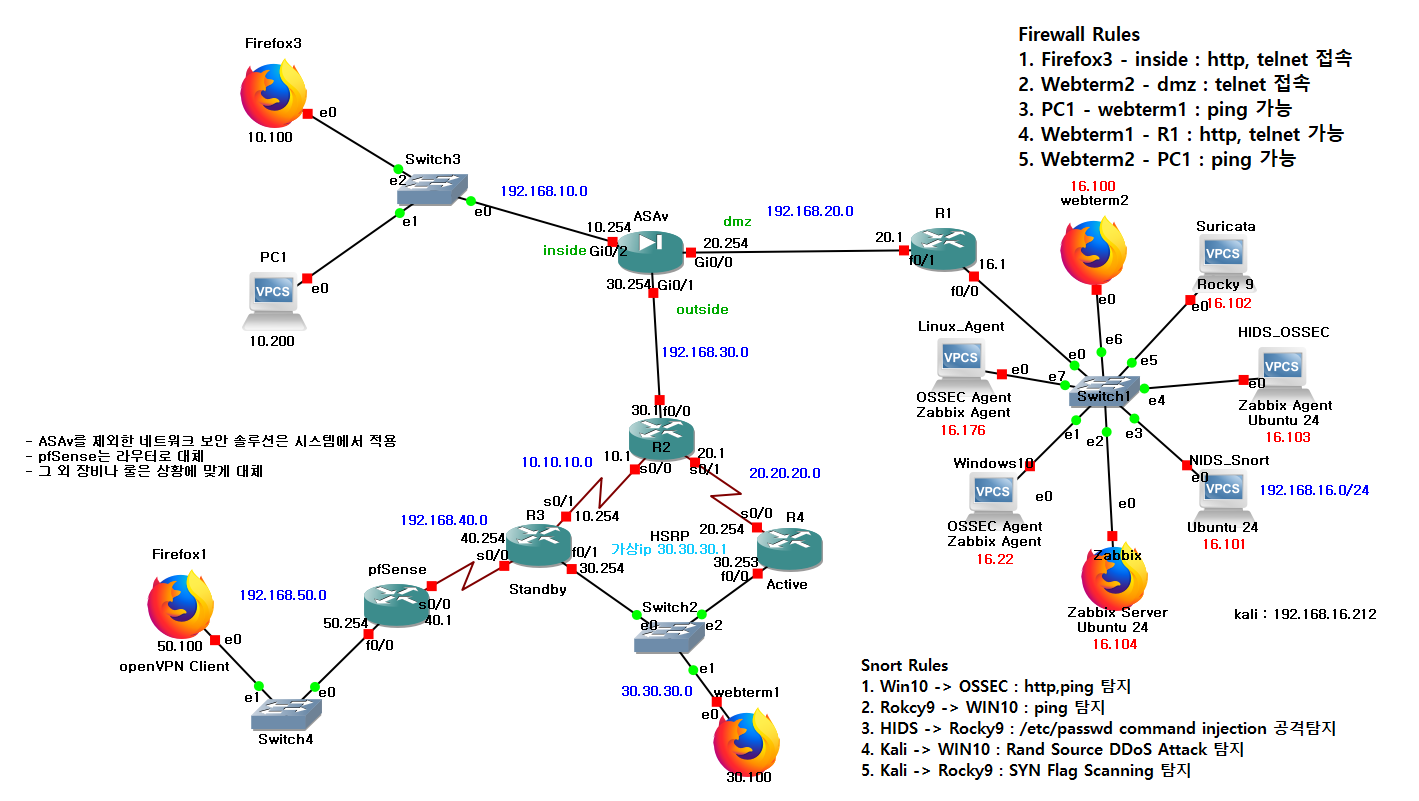 Firewall Rules
1. Firefox3 - inside : http, telnet 접속
2. Webterm2 - dmz : telnet 접속
3. PC1 - webterm1 : ping 가능
4. Webterm1 - R1 : http, telnet 가능
5. Webterm2 - PC1 : ping 가능
Firefox3
e0
10.100
Switch3
e2
e1
e0
192.168.10.0
PC1
VPCS
e0
10.200
ASAv
10.254
inside
Gi0/2
dmz
20.254
Gi0/0
30.254
Gi0/1
outside
192.168.20.0
192.168.30.0
R1
20.1
f0/1
16.1
f0/0
16.100
webterm2
e0
Suricata
VPCS
Rocky 9
e0
16.102
Linux_Agent
VPCS
e0
OSSEC Agent
Zabbix Agent
16.176
HIDS_OSSEC
VPCS
e0
Zabbix Agent
Ubuntu 24
16.103
e6
e0
e5
e7
Switch1
e4
e1
e2
e3
Windows10
VPCS
e0
OSSEC Agent
Zabbix Agent
16.22
NIDS_Snort
e0
VPCS
Ubuntu 24
16.101
192.168.16.0/24
e0
Zabbix
Zabbix Server
Ubuntu 24
16.104
kali : 192.168.16.212
- ASAv를 제외한 네트워크 보안 솔루션은 시스템에서 적용
- pfSense는 라우터로 대체
- 그 외 장비나 룰은 상황에 맞게 대체
30.1
f0/0
R2
10.1
s0/0
20.1
s0/1
10.10.10.0
20.20.20.0
192.168.40.0
R3
s0/1
10.254
40.254
s0/0
f0/1
30.254
Standby
HSRP
가상ip 30.30.30.1
R4
s0/0
20.254
30.253
f0/0
Active
Firefox1
e0
50.100
openVPN Client
192.168.50.0
pfSense
s0/0
40.1
50.254
f0/0
e1
e0
Switch4
Switch2
e0
e2
e1
30.30.30.0
webterm1
e0
30.100
Snort Rules
1. Win10 -> OSSEC : http,ping 탐지
2. Rokcy9 -> WIN10 : ping 탐지
3. HIDS -> Rocky9 : /etc/passwd command injection 공격탐지
4. Kali -> WIN10 : Rand Source DDoS Attack 탐지
5. Kali -> Rocky9 : SYN Flag Scanning 탐지